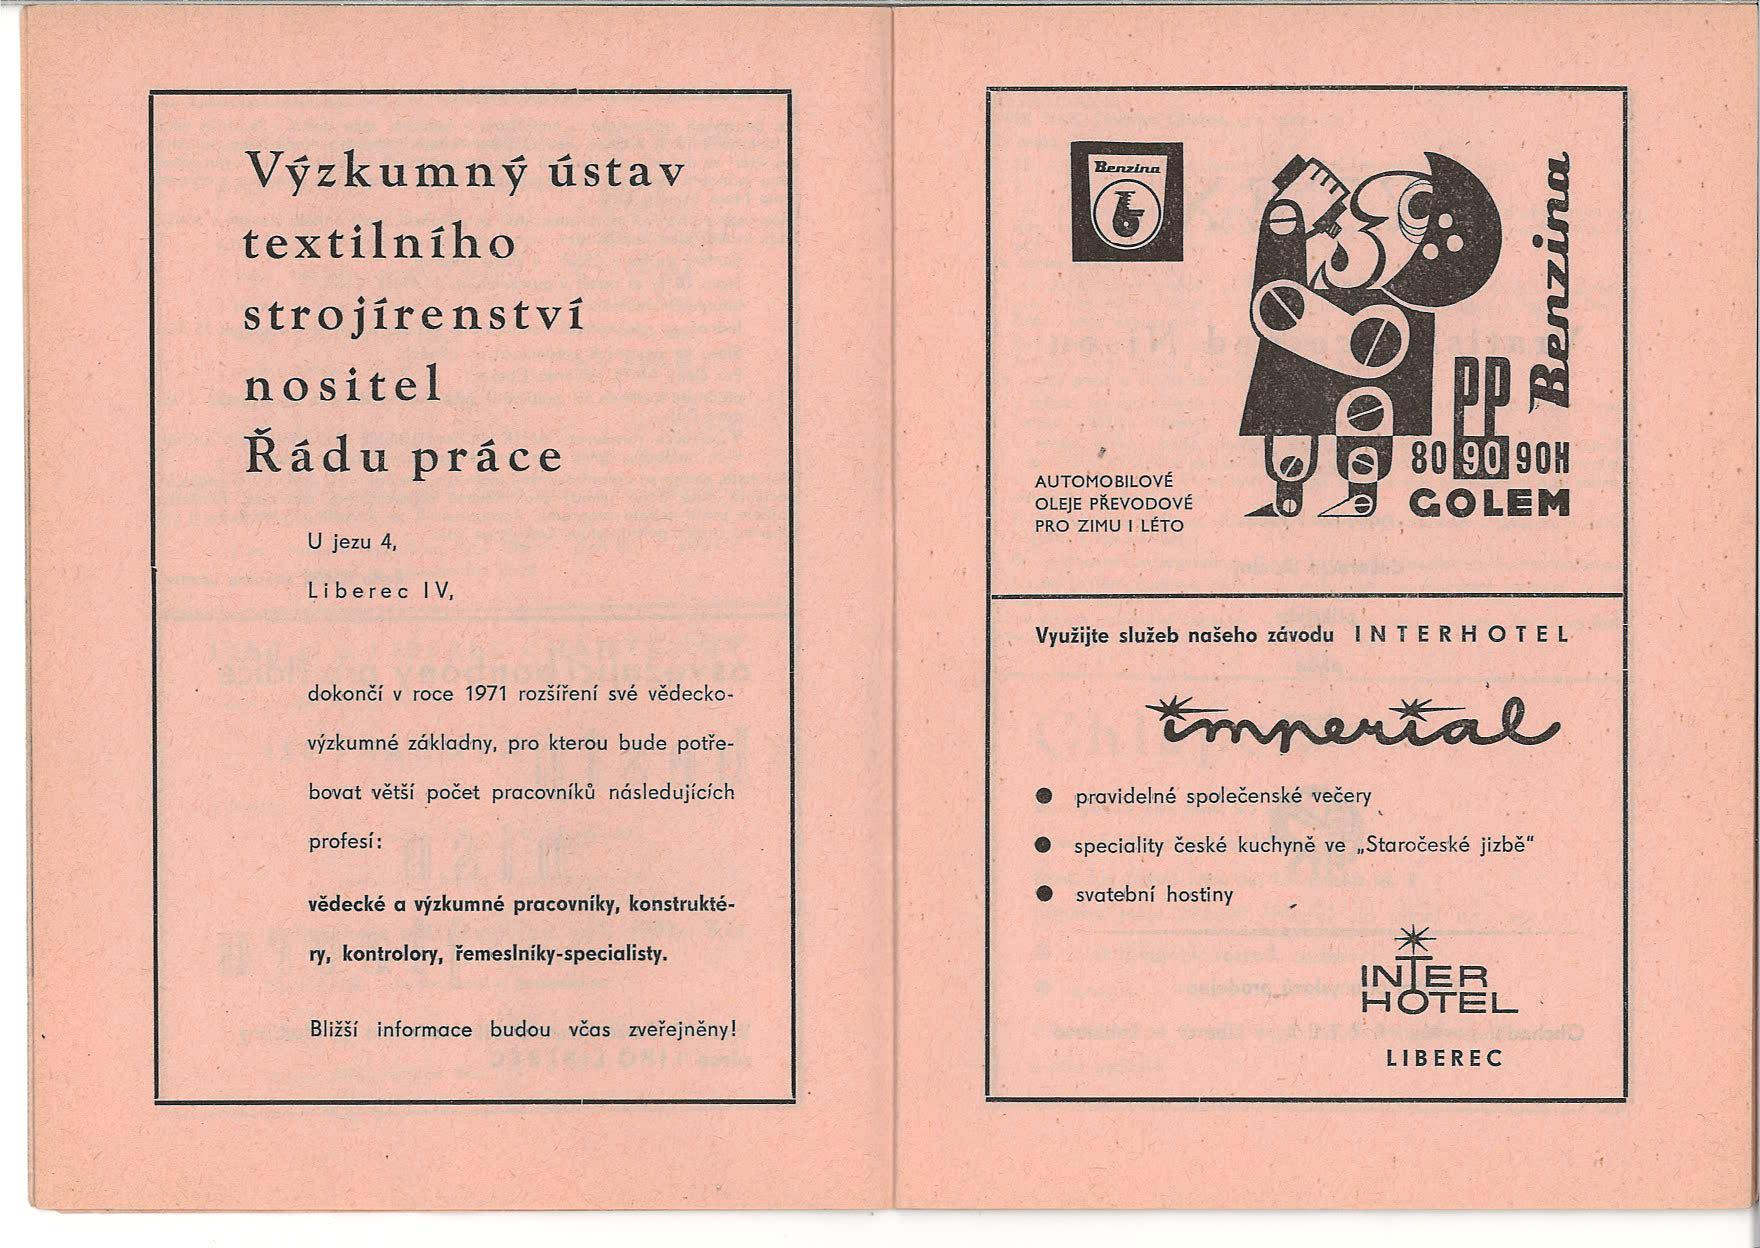 Výzkumný ústav
textilního
strojírenství
nositel
Řádu práce
U jezu 4,
Liberec IV,
dokončí v roce 1971 rozšíření své vědecko-
výzkumné základny, pro kterou bude potře-
bovat větší počet pracovníků následujících
profesí:
vědecké a výzkumné pracovníky, konstrukté-
ry, kontrolory, řemeslníky-specialisty.
Bližší informace budou včas zveřejněny!
Benzina
Benzina
PP
80 90 90H
GOLEM
AUTOMOBILOVÉ
OLEJE PŘEVODOVÉ
PRO ZIMU I LÉTO
Využijte služeb našeho závodu INTERHOTEL
imperial
● pravidelné společenské večery
● speciality české kuchyně ve „Staročeské jizbě“
● svatební hostiny
INTER
HOTEL
LIBEREC